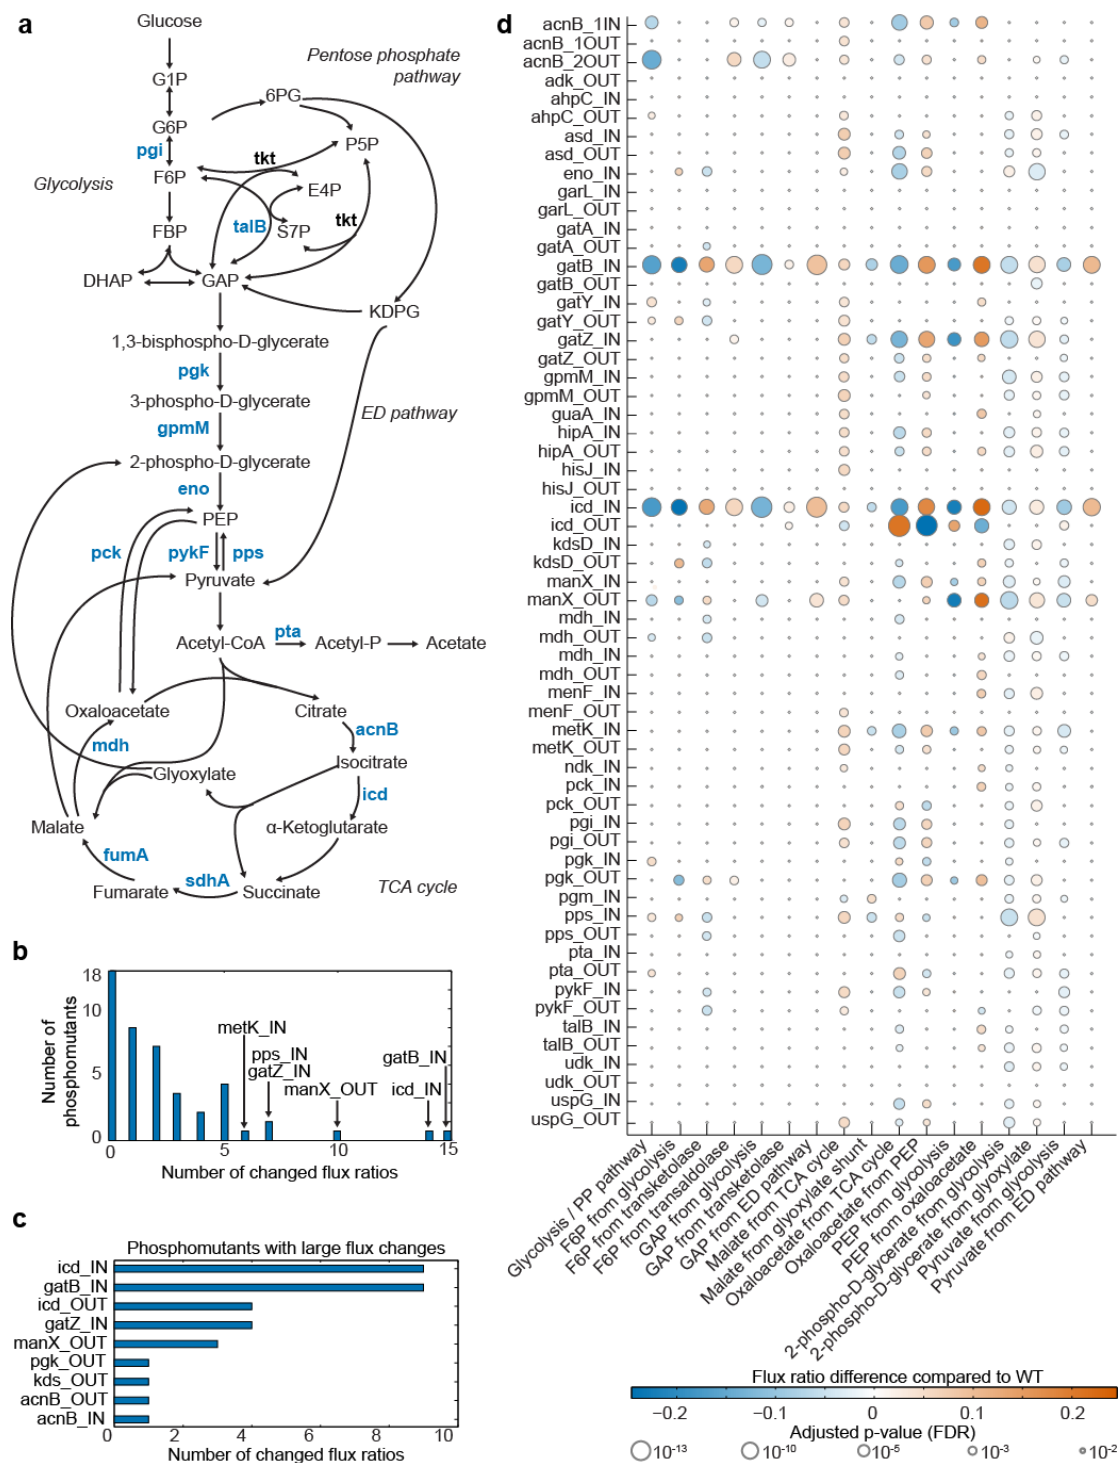 a
Glucose
G1P
G6P
6PG
Pentose phosphate
pathway
pgi
P5P
tkt
Glycolysis
F6P
E4P
talB
S7P
tkt
FBP
DHAP
GAP
KDPG
1,3-bisphospho-D-glycerate
pgk
3-phospho-D-glycerate
gpmM
ED pathway
2-phospho-D-glycerate
eno
PEP
pck
pykF
pps
Pyruvate
pta
Acetyl-CoA
Acetyl-P
Acetate
Oxaloacetate
Citrate
acnB
mdh
Isocitrate
Glyoxylate
icd
Malate
α-Ketoglutarate
fumA
sdhA
Fumarate
Succinate
TCA cycle
b
Number of
phosphomutants
18
10
5
0
metK_IN
pps_IN
gatZ_IN
manX_OUT
gatB_IN
icd_IN
0
5
10
15
Number of changed flux ratios
c
Phosphomutants with large flux changes
icd_IN
gatB_IN
icd_OUT
gatZ_IN
manX_OUT
pgk_OUT
kds_OUT
acnB_OUT
acnB_IN
0
2
4
6
8
10
Number of changed flux ratios
d
acnB_1IN
acnB_1OUT
acnB_2OUT
adk_OUT
ahpC_IN
ahpC_OUT
asd_IN
asd_OUT
eno_IN
garL_IN
garL_OUT
gatA_IN
gatA_OUT
gatB_IN
gatB_OUT
gatY_IN
gatY_OUT
gatZ_IN
gatZ_OUT
gpmM_IN
gpmM_OUT
guaA_IN
hipA_IN
hipA_OUT
hisJ_IN
hisJ_OUT
icd_IN
icd_OUT
kdsD_IN
kdsD_OUT
manX_IN
manX_OUT
mdh_IN
mdh_OUT
mdh_IN
mdh_OUT
menF_IN
menF_OUT
metK_IN
metK_OUT
ndk_IN
pck_IN
pck_OUT
pgi_IN
pgi_OUT
pgk_IN
pgk_OUT
pgm_IN
pps_IN
pps_OUT
pta_IN
pta_OUT
pykF_IN
pykF_OUT
talB_IN
talB_OUT
udk_IN
udk_OUT
uspG_IN
uspG_OUT
Glycolysis / PP pathway
F6P from glycolysis
F6P from transketolase
F6P from transaldolase
GAP from glycolysis
GAP from transketolase
GAP from ED pathway
Malate from TCA cycle
Malate from glyoxylate shunt
Oxaloacetate from TCA cycle
Oxaloacetate from PEP
PEP from glycolysis
PEP from oxaloacetate
2-phospho-D-glycerate from glycolysis
2-phospho-D-glycerate from glyoxylate
Pyruvate from glycolysis
Pyruvate from ED pathway
Flux ratio difference compared to WT
−0.2
−0.1
0
0.1
0.2
Adjusted p-value (FDR)
10-13
10-10
10-5
10-3
10-2